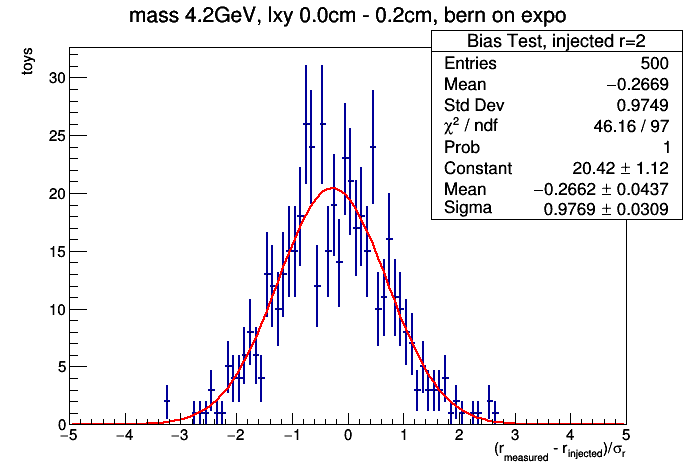 mass 4.2GeV, lxy 0.0cm - 0.2cm, bern on expo
Bias Test, injected r=2
Entries 500
Mean −0.2669
Std Dev 0.9749
χ² / ndf 46.16 / 97
Prob 1
Constant 20.42 ± 1.12
Mean −0.2662 ± 0.0437
Sigma 0.9769 ± 0.0309
toys
30
25
20
15
10
5
0
−5 −4 −3 −2 −1 0 1 2 3 4 5
(r_measured - r_injected)/σ_r